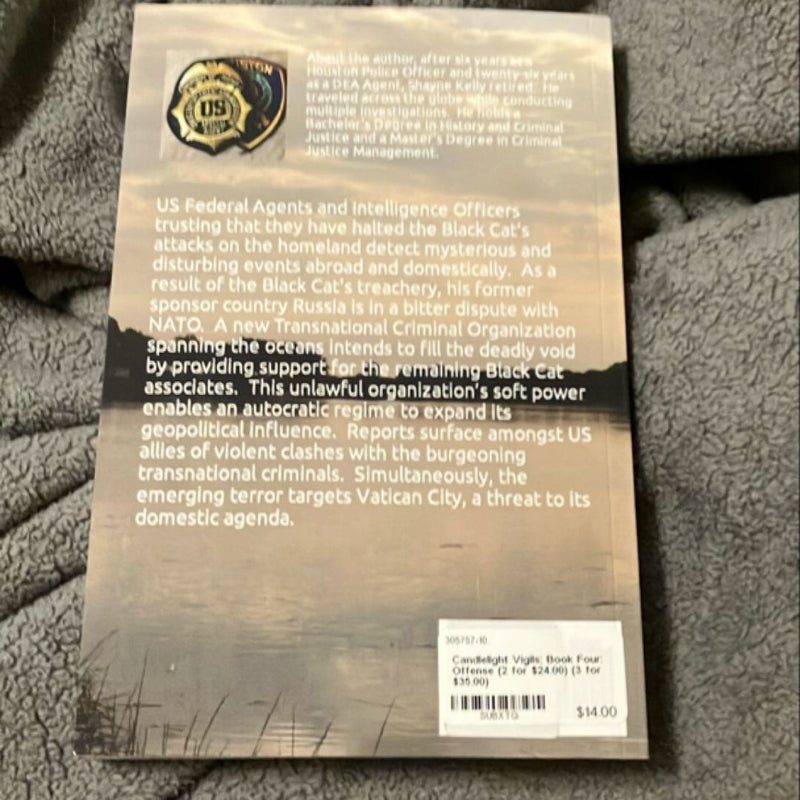 US
STON
About the author, after six years as a
Houston Police Officer and twenty-six years
as a DEA Agent, Shayne Kelly retired. He
traveled across the globe while conducting
multiple investigations. He holds a
Bachelor's Degree in History and Criminal
Justice and a Master's Degree in Criminal
Justice Management.
US Federal Agents and Intelligence Officers
trusting that they have halted the Black Cat's
attacks on the homeland detect mysterious and
disturbing events abroad and domestically. As a
result of the Black Cat's treachery, his former
sponsor country Russia is in a bitter dispute with
NATO. A new Transnational Criminal Organization
spanning the oceans intends to fill the deadly void
by providing support for the remaining Black Cat
associates. This unlawful organization's soft power
enables an autocratic regime to expand its
geopolitical influence. Reports surface amongst US
allies of violent clashes with the burgeoning
transnational criminals. Simultaneously, the
emerging terror targets Vatican City, a threat to its
domestic agenda.
305757-10
Candlelight Vigils: Book Four:
Offense (2 for $24.00) (3 for
$35.00)
$14.00